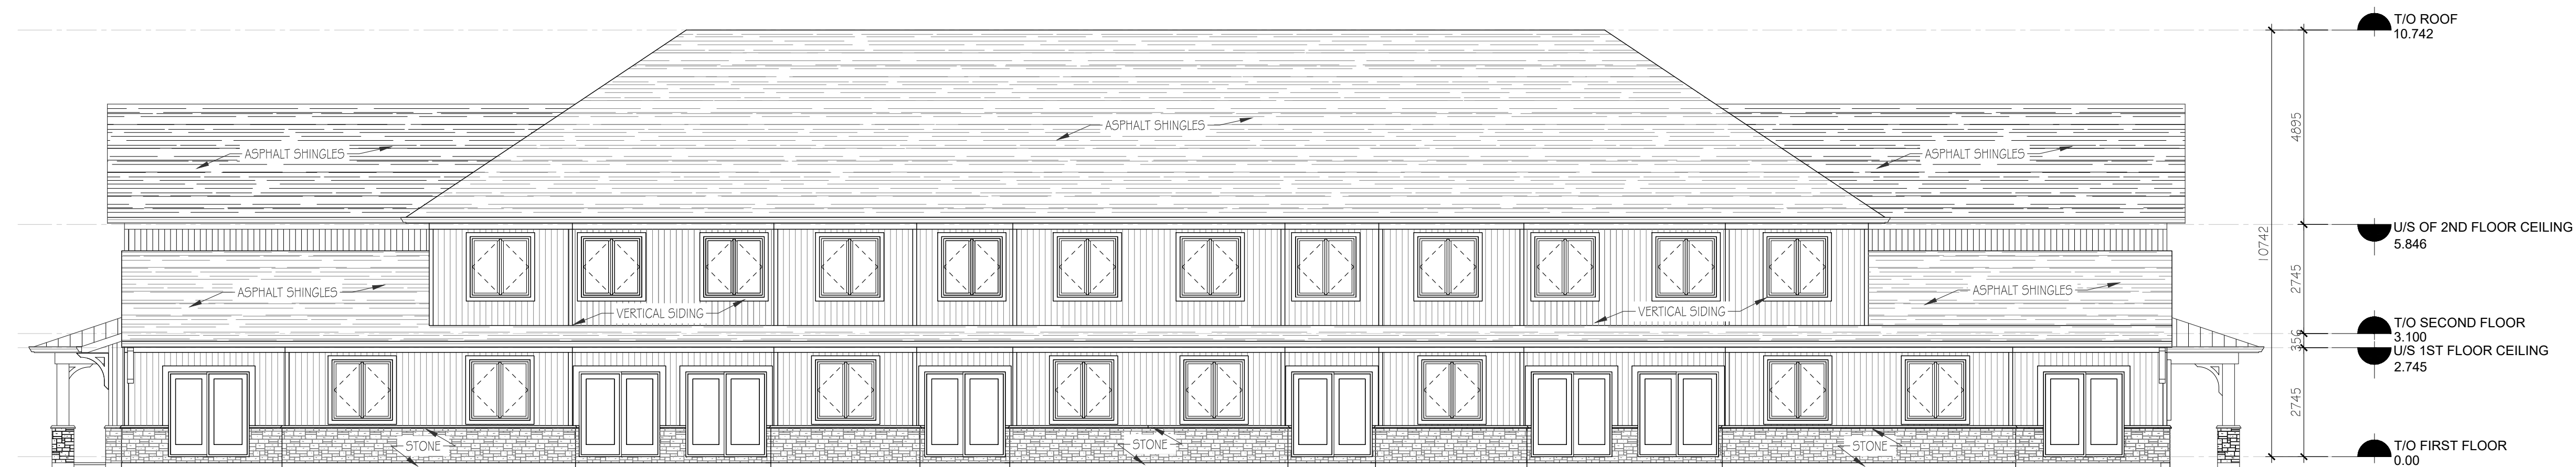 T/O ROOF
10.742
ASPHALT SHINGLES
ASPHALT SHINGLES
ASPHALT SHINGLES
4895
U/S OF 2ND FLOOR CEILING
5.846
10742
2745
ASPHALT SHINGLES
ASPHALT SHINGLES
VERTICAL SIDING
VERTICAL SIDING
T/O SECOND FLOOR
3.100
356
U/S 1ST FLOOR CEILING
2.745
2745
STONE
STONE
STONE
T/O FIRST FLOOR
0.00